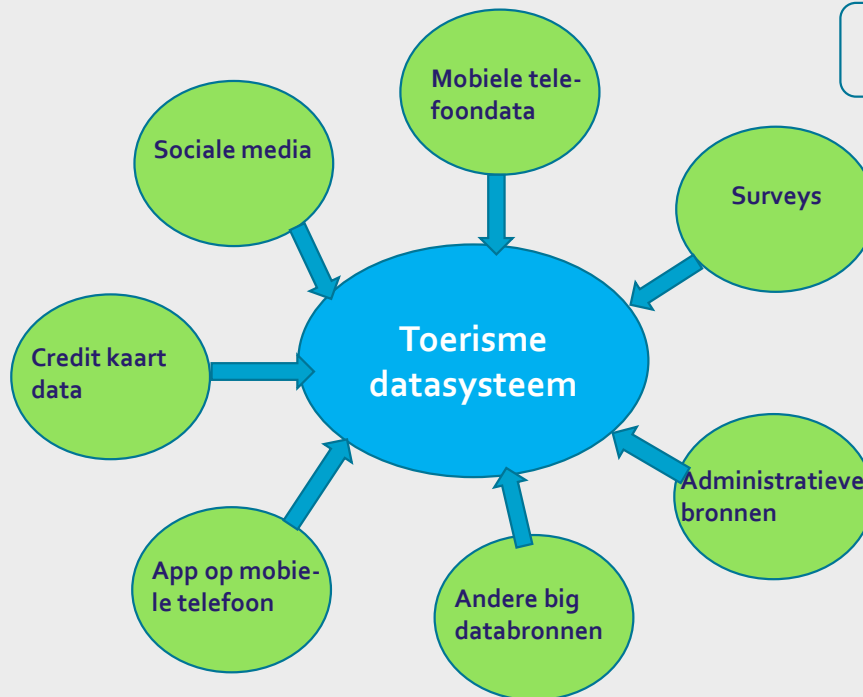 Mobiele tele-
foondata
Sociale media
Surveys
Toerisme
datasysteem
Credit kaart
data
Administratieve
bronnen
App op mobie-
le telefoon
Andere big
databronnen